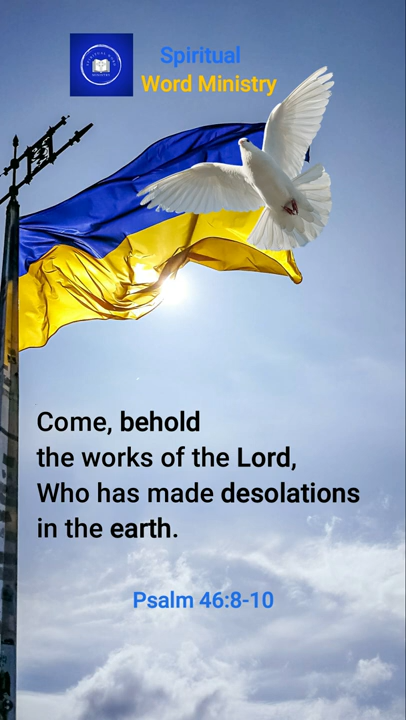 Spiritual
Word Ministry
Come, behold
the works of the Lord,
Who has made desolations
in the earth.
Psalm 46:8-10